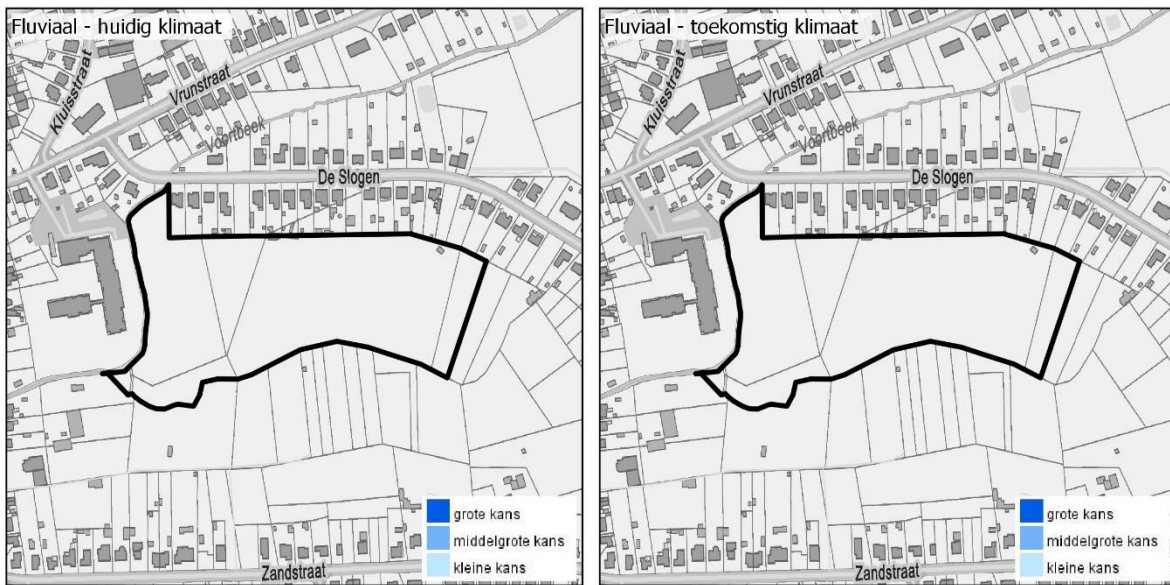 Fluviaal - huidig klimaat
Kluisstraat
Vrunstraat
Voortbeek
De Slogen
Zandstraat
grote kans
middelgrote kans
kleine kans
Fluviaal - toekomstig klimaat
Kluisstraat
Vrunstraat
Voortbeek
De Slogen
Zandstraat
grote kans
middelgrote kans
kleine kans